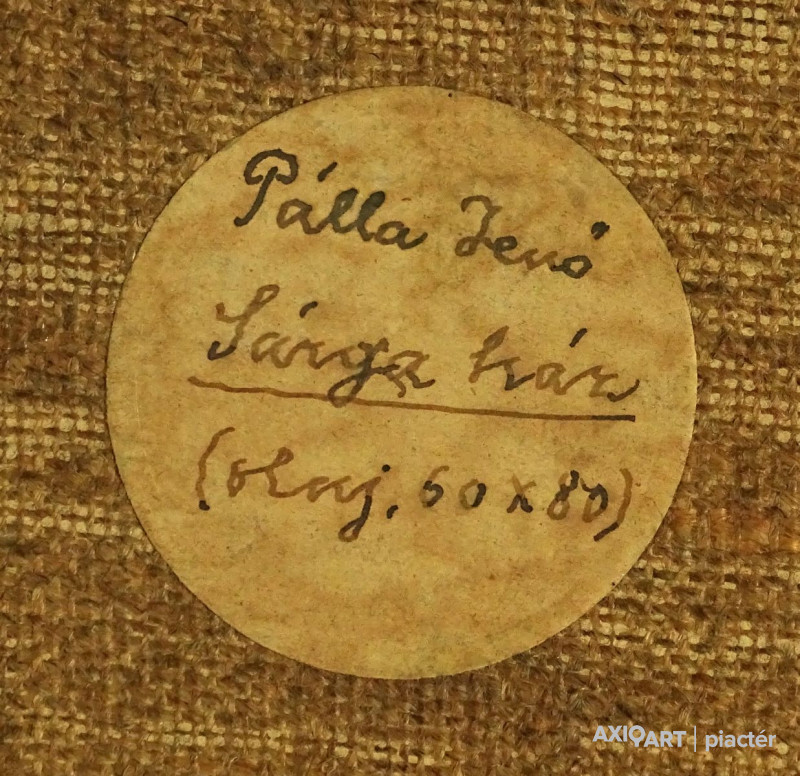 Pálla Jenő
Sárga ház
(olaj, 60 x 80)
AXIOART | piactér